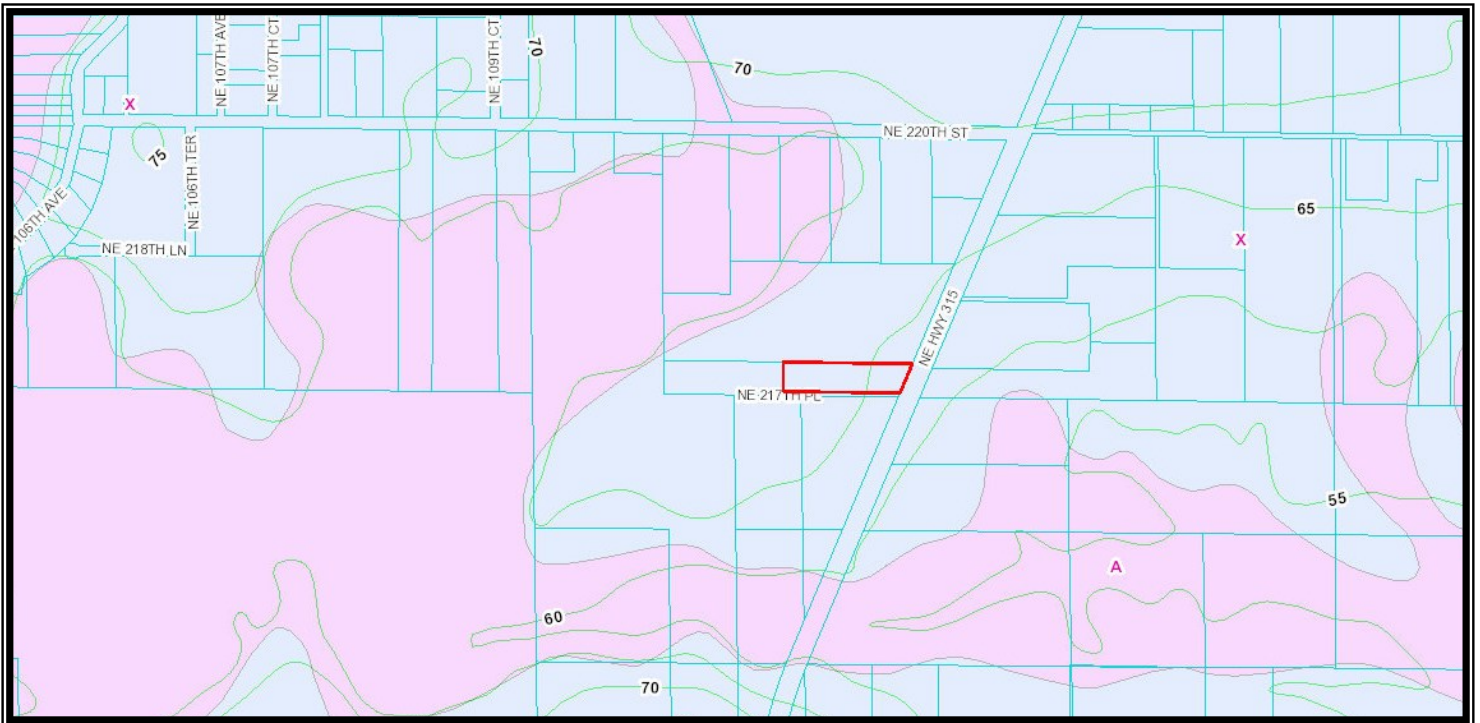 NE 107TH AVE
NE 107TH CT
NE 109TH CT
70
70
X
NE 220TH ST
75
NE 106TH TER
106TH AVE
NE 218TH LN
65
X
NE HWY 315
NE 217TH PL
55
A
60
70